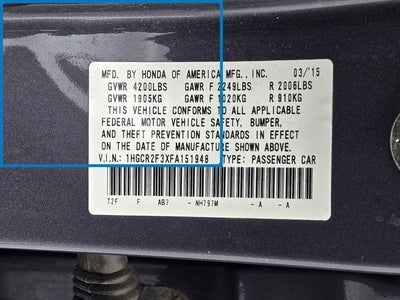 MFD. BY HONDA OF AMERICA MFG., INC. 03/'15
GVWR 4200LBS GAWR F 2249LBS R 2006LBS
GVWR 1905KG GAWR F 1020KG R 910KG
THIS VEHICLE CONFORMS TO ALL APPLICABLE
FEDERAL MOTOR VEHICLE SAFETY, BUMPER,
AND THEFT PREVENTION STANDARDS IN EFFECT
ON THE DATE OF MANUFACTURE SHOWN ABOVE.
V.I.N.: 1HGCR2F3XFA151948 TYPE: PASSENGER CAR
T2F F AB7 - NH797M - A - A